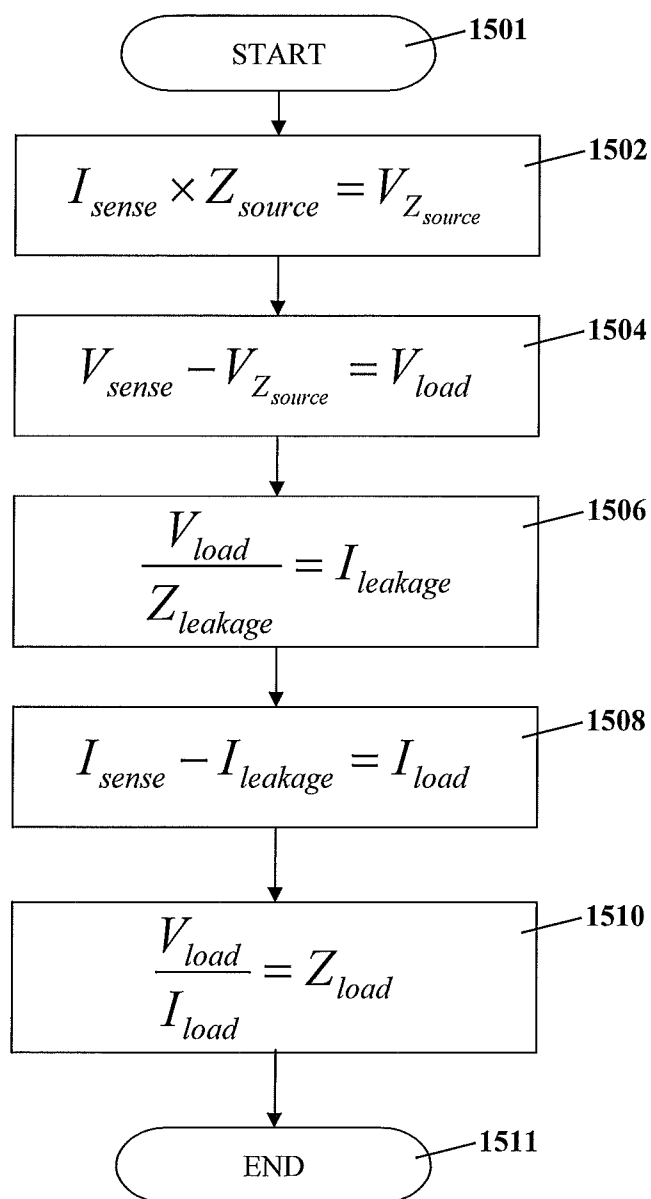 START
1501
1502
I_sense × Z_source = V_Z_source
1504
V_sense − V_Z_source = V_load
1506
V_load / Z_leakage = I_leakage
1508
I_sense − I_leakage = I_load
1510
V_load / I_load = Z_load
1511
END